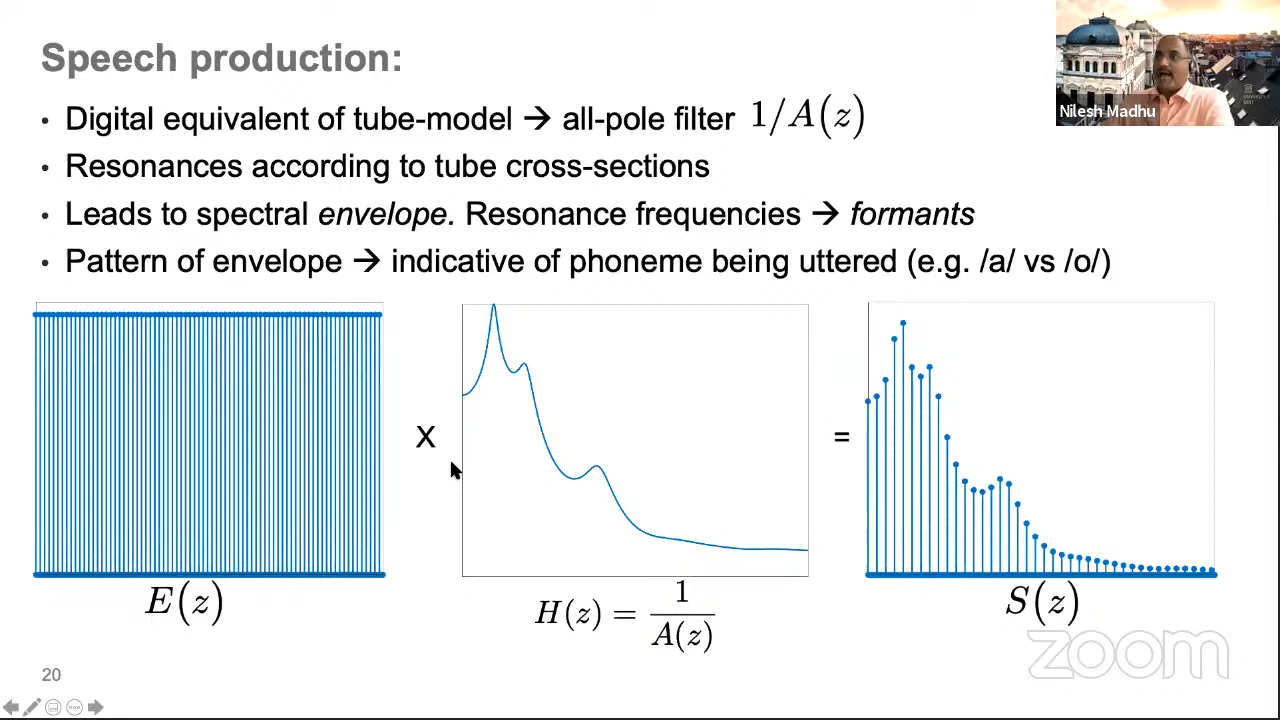 Speech production:
Nilesh Madhu
• Digital equivalent of tube-model → all-pole filter 1/A(z)
• Resonances according to tube cross-sections
• Leads to spectral envelope. Resonance frequencies → formants
• Pattern of envelope → indicative of phoneme being uttered (e.g. /a/ vs /o/)
X
=
E(z)
H(z) = 1/A(z)
S(z)
zoom
20